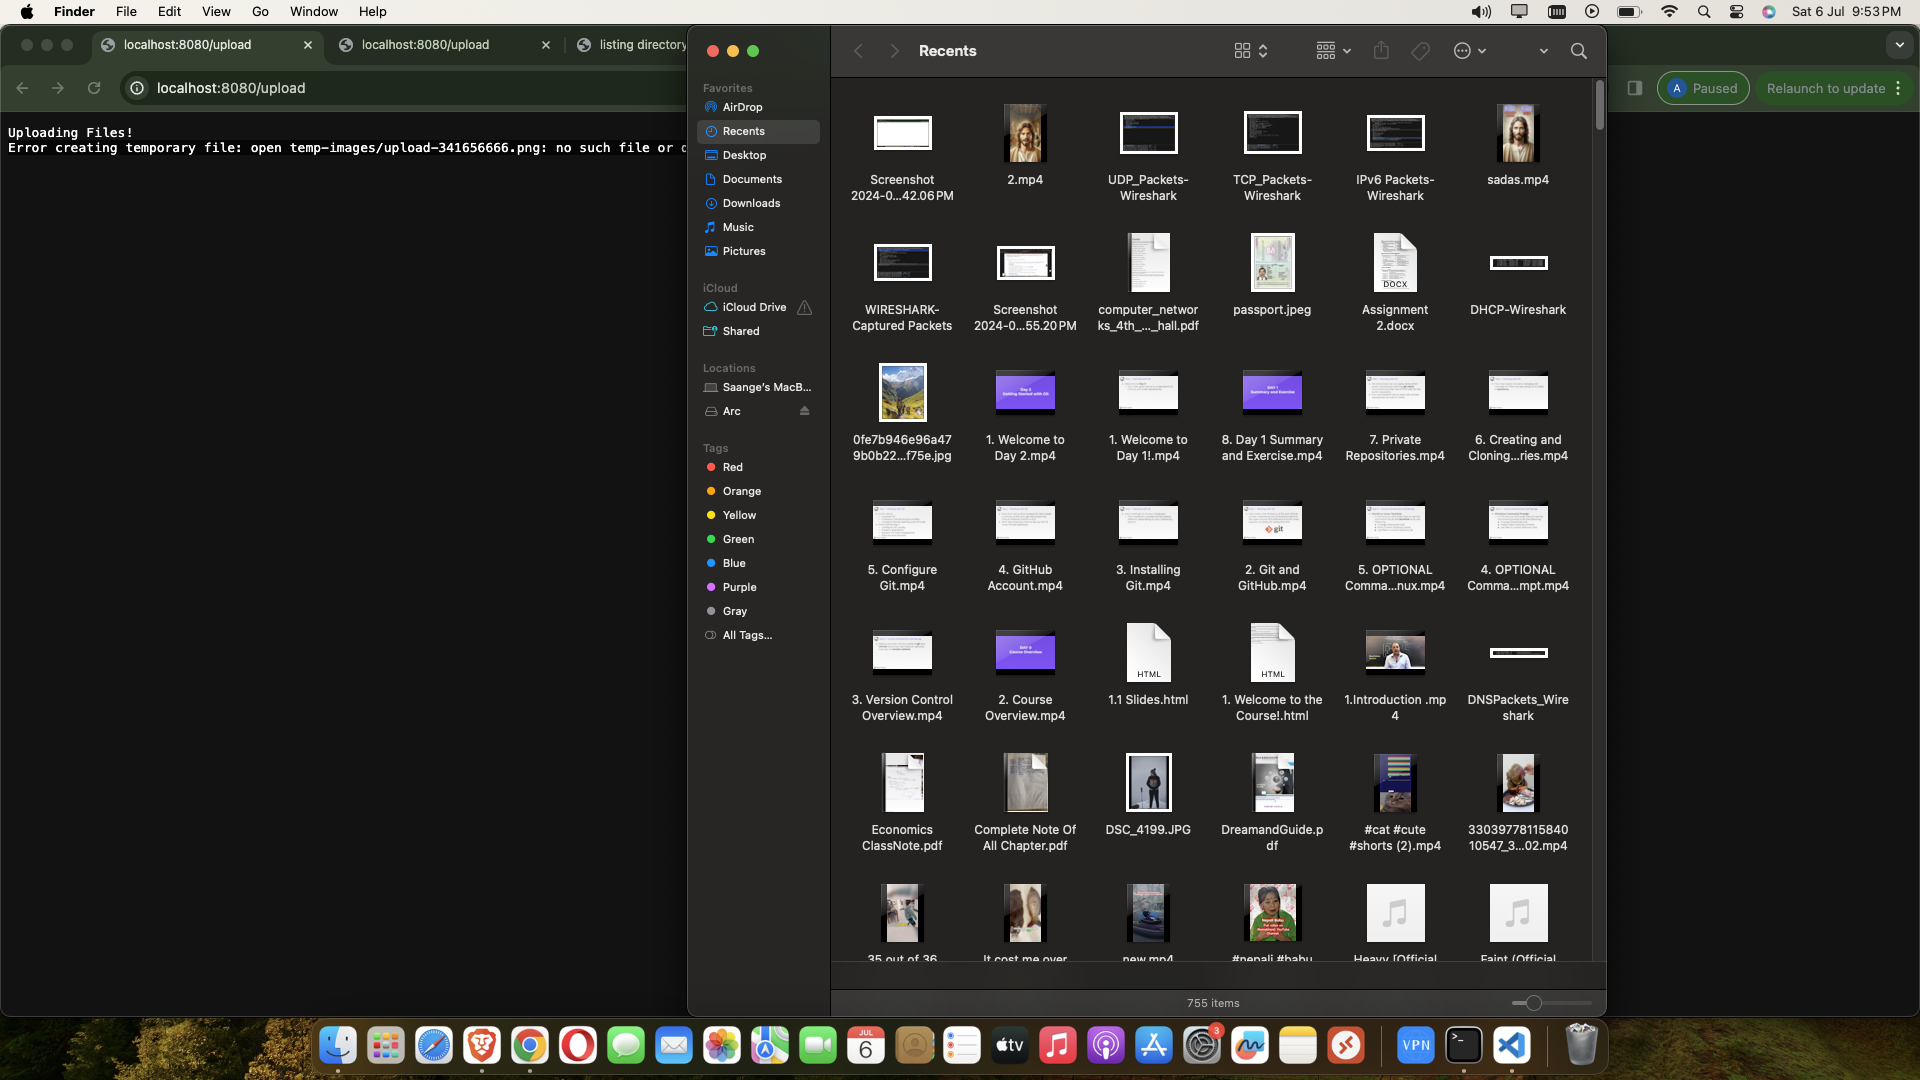 Finder File Edit View Go Window Help
Sat 6 Jul 9:53 PM
localhost:8080/upload
localhost:8080/upload
listing directory
localhost:8080/upload
A Paused
Relaunch to update
Uploading Files!
Error creating temporary file: open temp-images/upload-341656666.png: no such file or
Favorites
AirDrop
Recents
Desktop
Documents
Downloads
Music
Pictures
iCloud
iCloud Drive
Shared
Locations
Saange's MacB...
Arc
Tags
Red
Orange
Yellow
Green
Blue
Purple
Gray
All Tags...
Recents
Screenshot
2024-0...42.06 PM
2.mp4
UDP_Packets-
Wireshark
TCP_Packets-
Wireshark
IPv6 Packets-
Wireshark
sadas.mp4
WIRESHARK-
Captured Packets
Screenshot
2024-0...55.20 PM
computer_networ
ks_4th_..._hall.pdf
passport.jpeg
DOCX
Assignment
2.docx
DHCP-Wireshark
0fe7b946e96a47
9b0b22...f75e.jpg
1. Welcome to
Day 2.mp4
1. Welcome to
Day 1!.mp4
8. Day 1 Summary
and Exercise.mp4
7. Private
Repositories.mp4
6. Creating and
Cloning...ries.mp4
5. Configure
Git.mp4
4. GitHub
Account.mp4
3. Installing
Git.mp4
git
2. Git and
GitHub.mp4
5. OPTIONAL
Comma...nux.mp4
4. OPTIONAL
Comma...mpt.mp4
3. Version Control
Overview.mp4
2. Course
Overview.mp4
HTML
1.1 Slides.html
HTML
1. Welcome to the
Course!.html
1.Introduction .mp
4
DNSPackets_Wire
shark
Economics
ClassNote.pdf
Complete Note Of
All Chapter.pdf
DSC_4199.JPG
DreamandGuide.p
df
#cat #cute
#shorts (2).mp4
33039778115840
10547_3...02.mp4
35 out of 36
It cost me over
new.mp4
#nepali #babu
Heavy [Official
Faint (Official
755 items
JUL
6
tv
3
VPN